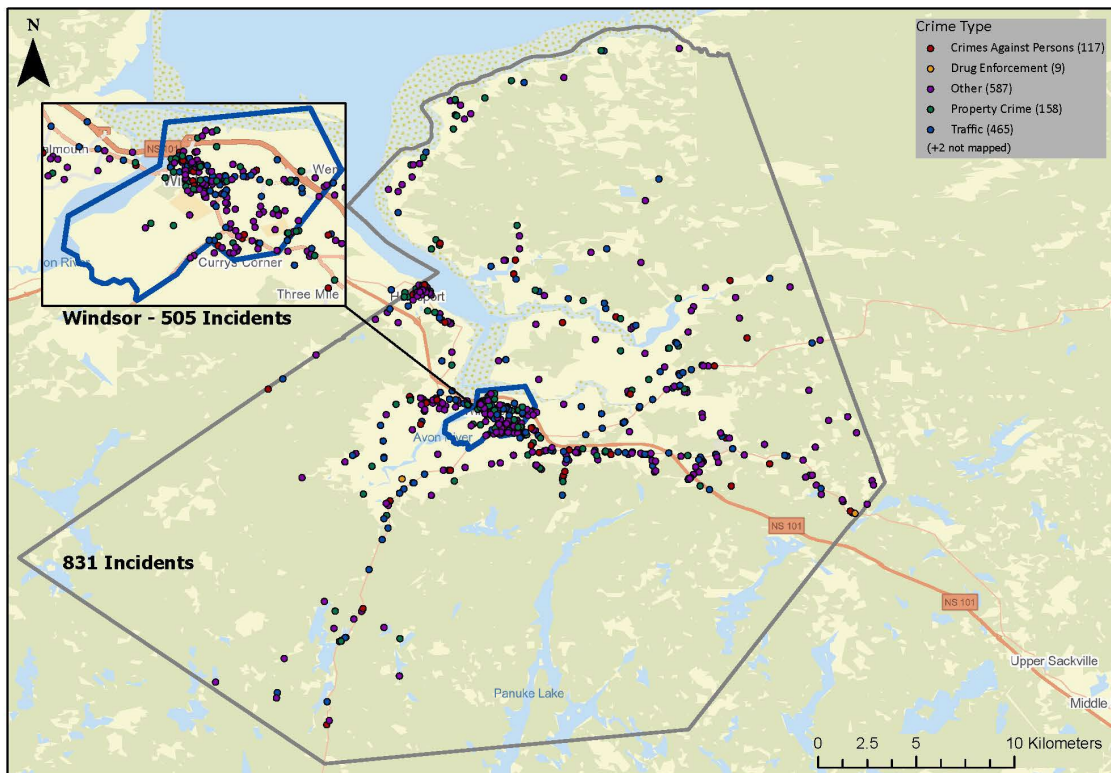 N
Crime Type
Crimes Against Persons (117)
Drug Enforcement (9)
Other (587)
Property Crime (158)
Traffic (465)
(+2 not mapped)
NS 101
Currys Corner
Three Mile
Windsor - 505 Incidents
Avon River
831 Incidents
NS 101
NS 101
Upper Sackville
Middle
Panuke Lake
0 2.5 5 10 Kilometers